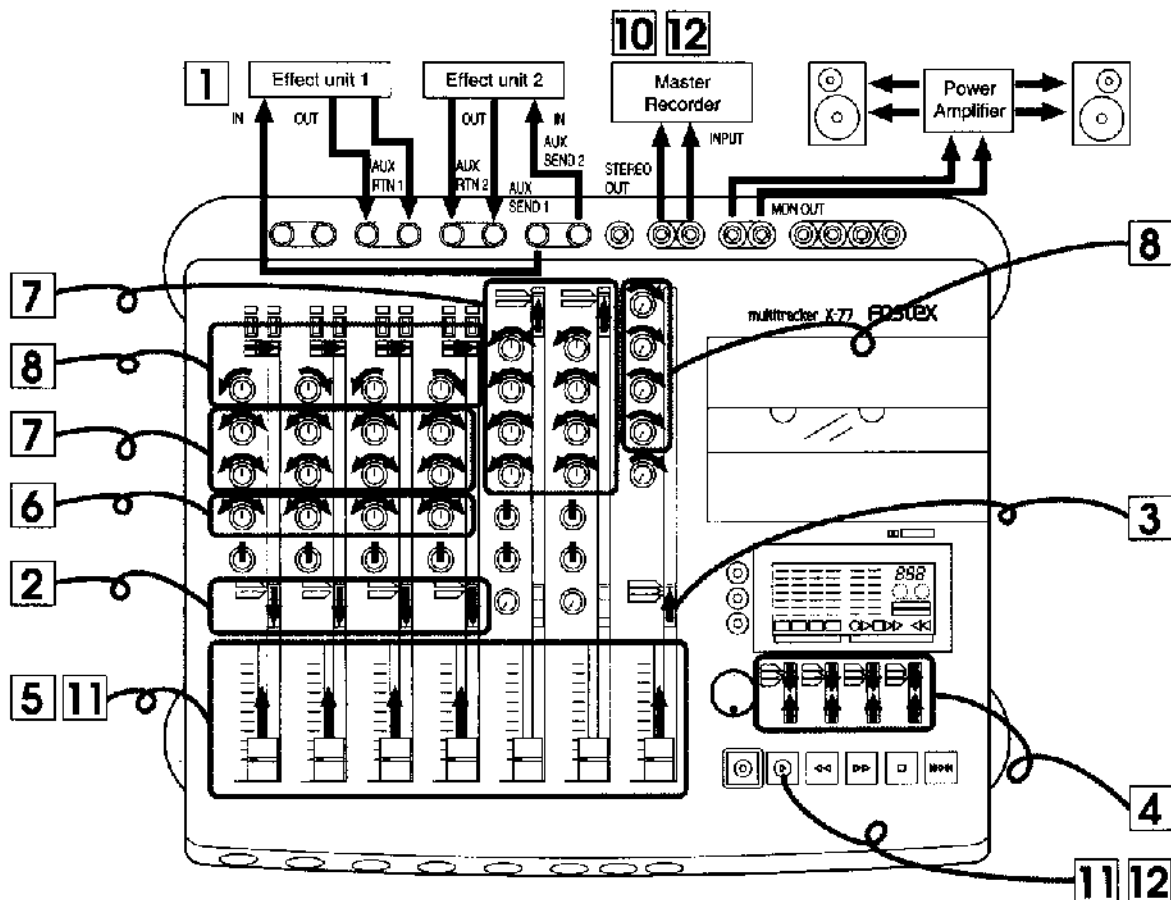 10 12
1
Effect unit 1
Effect unit 2
Master
Recorder
Power
Amplifier
IN
OUT
OUT
IN
INPUT
AUX
SEND 2
STEREO
OUT
AUX
RTN 1
AUX
RTN 2
AUX
SEND 1
MON OUT
8
7
multitracker X-77 FOSTEX
8
7
6
3
888
2
5 11
4
11 12